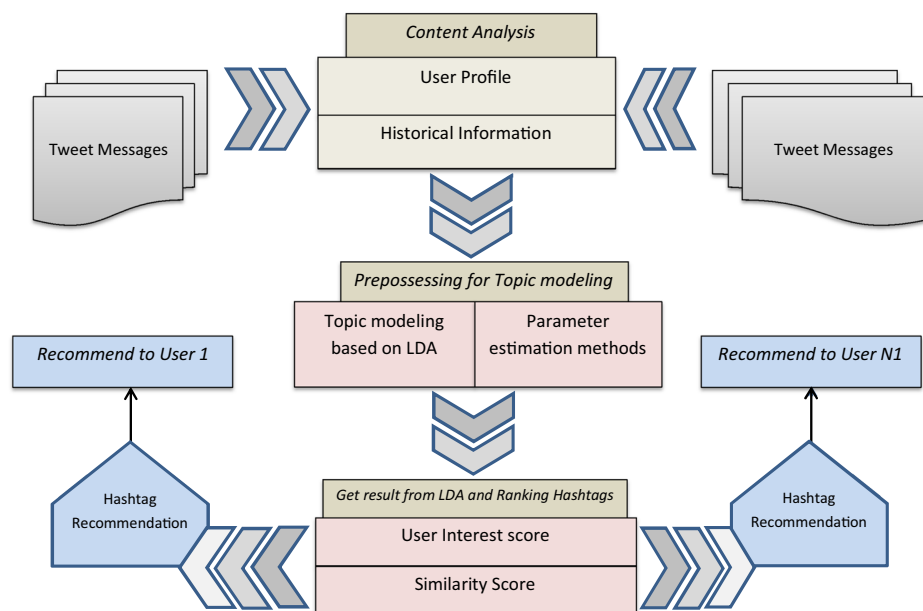 Content Analysis
User Profile
Historical Information
Tweet Messages
Tweet Messages
Prepossessing for Topic modeling
Topic modeling
based on LDA
Parameter
estimation methods
Recommend to User 1
Recommend to User N1
Hashtag
Recommendation
Get result from LDA and Ranking Hashtags
User Interest score
Similarity Score
Hashtag
Recommendation